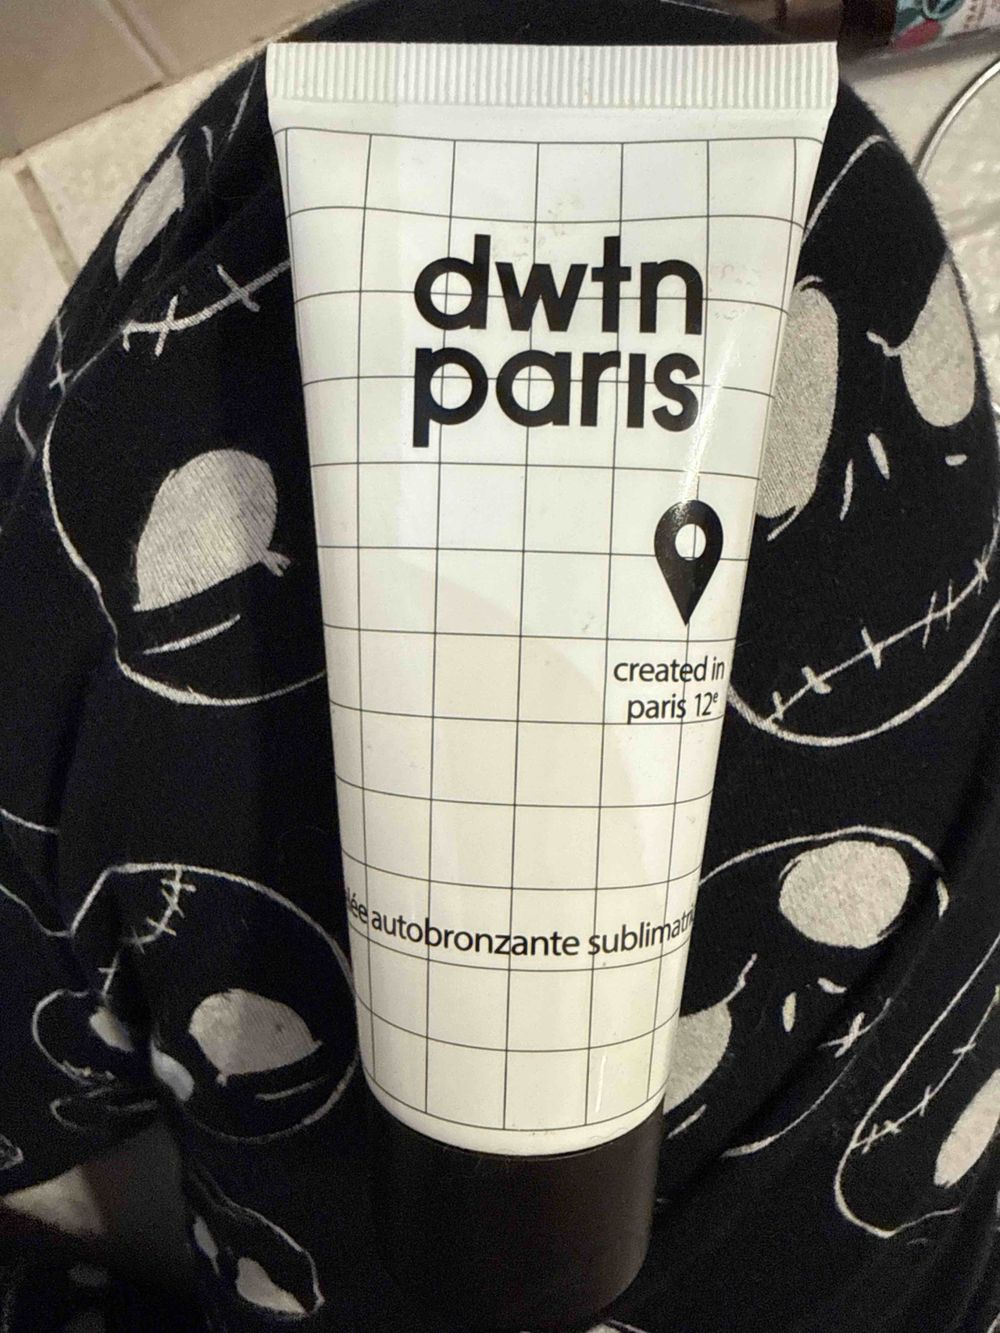 dwtn
paris
created in
paris 12e
autobronzante